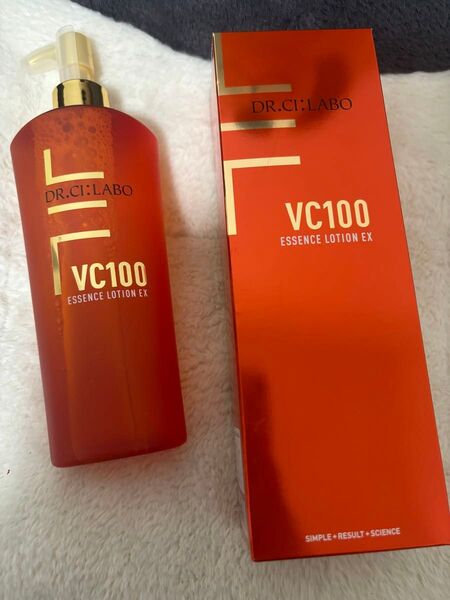 DR.CI:LABO
VC100
ESSENCE LOTION EX
DR.CI:LABO
VC100
ESSENCE LOTION EX
SIMPLE+RESULT+SCIENCE